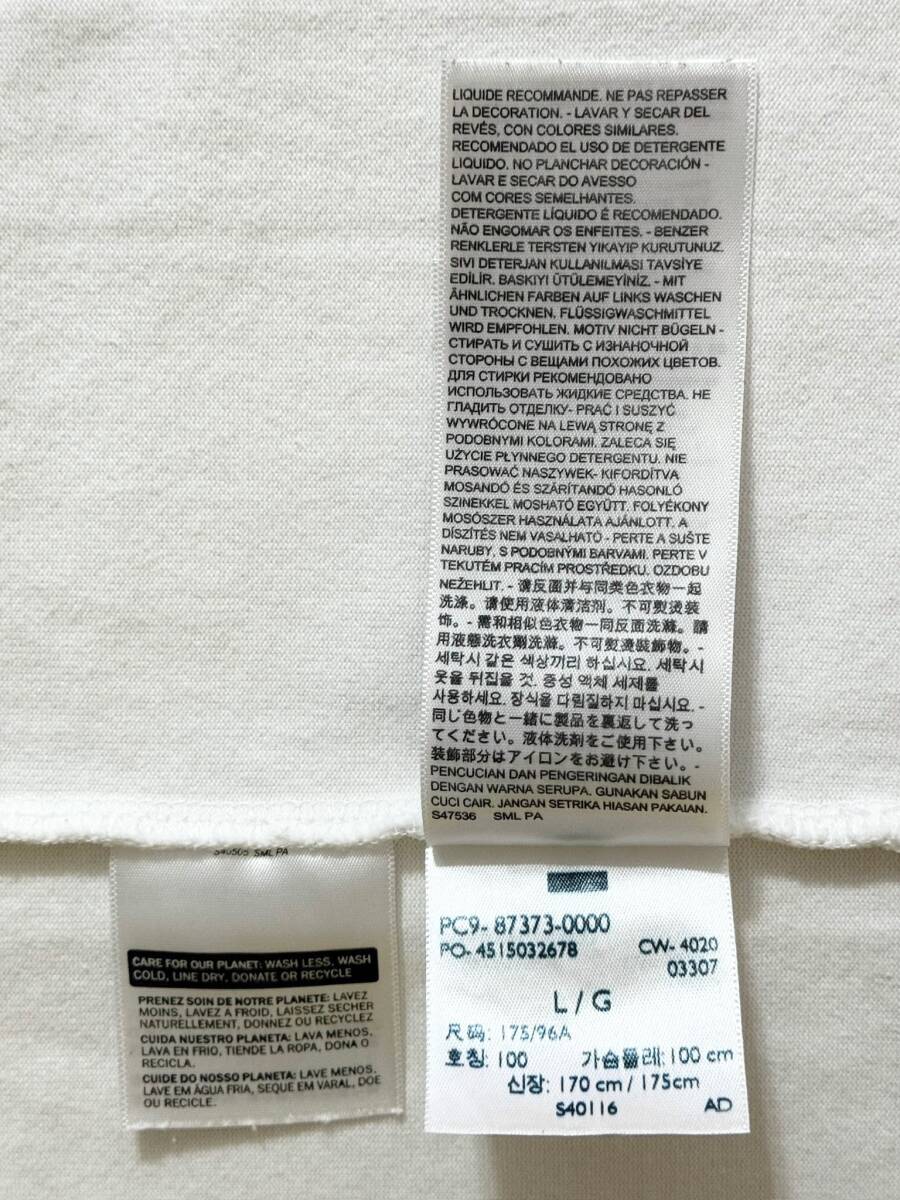 LIQUIDE RECOMMANDE. NE PAS REPASSER
LA DECORATION. - LAVAR Y SECAR DEL
REVÉS, CON COLORES SIMILARES.
RECOMENDADO EL USO DE DETERGENTE
LIQUIDO. NO PLANCHAR DECORACIÓN -
LAVAR E SECAR DO AVESSO
COM CORES SEMELHANTES.
DETERGENTE LÍQUIDO É RECOMENDADO.
NÃO ENGOMAR OS ENFEITES. - BENZER
RENKLERLE TERSTEN YIKAYIP KURUTUNUZ.
SIVI DETERJAN KULLANILMASI TAVSİYE
EDİLİR. BASKIYI ÜTÜLEMEYİNİZ. - MIT
ÄHNLICHEN FARBEN AUF LINKS WASCHEN
UND TROCKNEN. FLÜSSIGWASCHMITTEL
WIRD EMPFOHLEN. MOTIV NICHT BÜGELN -
СТИРАТЬ И СУШИТЬ С ИЗНАНОЧНОЙ
СТОРОНЫ С ВЕЩАМИ ПОХОЖИХ ЦВЕТОВ.
ДЛЯ СТИРКИ РЕКОМЕНДОВАНО
ИСПОЛЬЗОВАТЬ ЖИДКИЕ СРЕДСТВА. НЕ
ГЛАДИТЬ ОТДЕЛКУ- PRAĆ I SUSZYĆ
WYWRÓCONE NA LEWĄ STRONĘ Z
PODOBNYMI KOLORAMI. ZALECA SIĘ
UŻYCIE PŁYNNEGO DETERGENTU. NIE
PRASOWAĆ NASZYWEK- KIFORDÍTVA
MOSANDÓ ÉS SZÁRÍTANDÓ HASONLÓ
SZINEKKEL MOSHATÓ EGYÜTT. FOLYÉKONY
MOSÓSZER HASZNÁLATA AJÁNLOTT. A
DÍSZÍTÉS NEM VASALHATÓ - PERTE A SUŠTE
NARUBY, S PODOBNÝMI BARVAMI. PERTE V
TEKUTÉM PRACÍM PROSTŘEDKU. OZDOBU
NEŽEHLIT. - 请反面并与同类色衣物一起
洗涤。请使用液体清洁剂。不可熨烫装
饰。- 需和相似色衣物一同反面洗滌。請
用液態洗衣劑洗滌。不可熨燙裝飾物。-
세탁시 같은 색상끼리 하십시요. 세탁시
옷을 뒤집을 것. 중성 액체 세제를
사용하세요. 장식을 다림질하지 마십시요. -
同じ色物と一緒に製品を裏返して洗っ
てください。液体洗剤をご使用下さい。
装飾部分はアイロンをお避け下さい。-
PENCUCIAN DAN PENGERINGAN DIBALIK
DENGAN WARNA SERUPA. GUNAKAN SABUN
CUCI CAIR. JANGAN SETRIKA HIASAN PAKAIAN.
S47536 SML PA
PC9- 87373-0000
PO- 4515032678 CW- 4020
03307
L / G
尺码: 175/96A
호칭: 100 가슴둘레: 100 cm
신장: 170 cm / 175cm
S40116 AD
SML PA
CARE FOR OUR PLANET: WASH LESS, WASH
COLD, LINE DRY, DONATE OR RECYCLE
PRENEZ SOIN DE NOTRE PLANETE: LAVEZ
MOINS, LAVEZ A FROID, LAISSEZ SECHER
NATURELLEMENT, DONNEZ OU RECYCLEZ
CUIDA NUESTRO PLANETA: LAVA MENOS,
LAVA EN FRIO, TIENDE LA ROPA, DONA O
RECICLA.
CUIDE DO NOSSO PLANETA: LAVE MENOS,
LAVE EM ÁGUA FRIA, SEQUE EM VARAL, DOE
OU RECICLE.